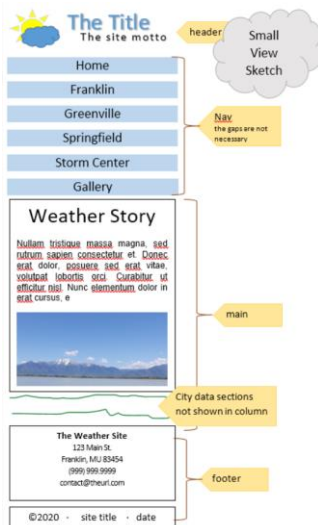 The Title
The site motto
header
Small
View
Sketch
Home
Franklin
Greenville
Springfield
Storm Center
Gallery
Nav
the gaps are not
necessary
Weather Story
Nullam tristique massa magna, sed
rutrum sapien consectetur et. Donec
erat dolor, posuere sed erat vitae,
volutpat lobortis orci. Curabitur ut
efficitur nisl. Nunc elementum dolor in
erat cursus, e
main
City data sections
not shown in column
The Weather Site
123 Main St.
Franklin, MU 83454
(999) 999.9999
contact@theurl.com
footer
©2020 - site title - date